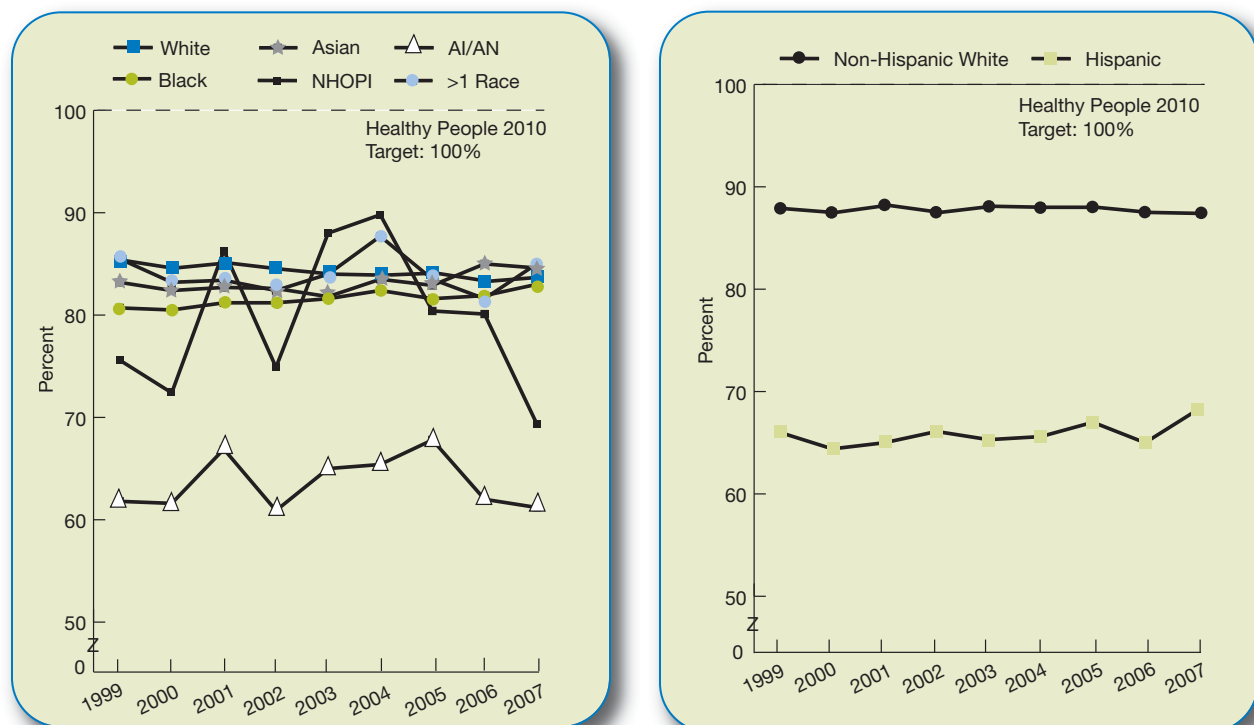 White Asian AI/AN
Black NHOPI >1 Race
100
Healthy People 2010
Target: 100%
90
80
Percent
70
60
50
Z
0
1999 2000 2001 2002 2003 2004 2005 2006 2007
Non-Hispanic White Hispanic
100
Healthy People 2010
Target: 100%
90
80
Percent
70
60
50
Z
0
1999 2000 2001 2002 2003 2004 2005 2006 2007